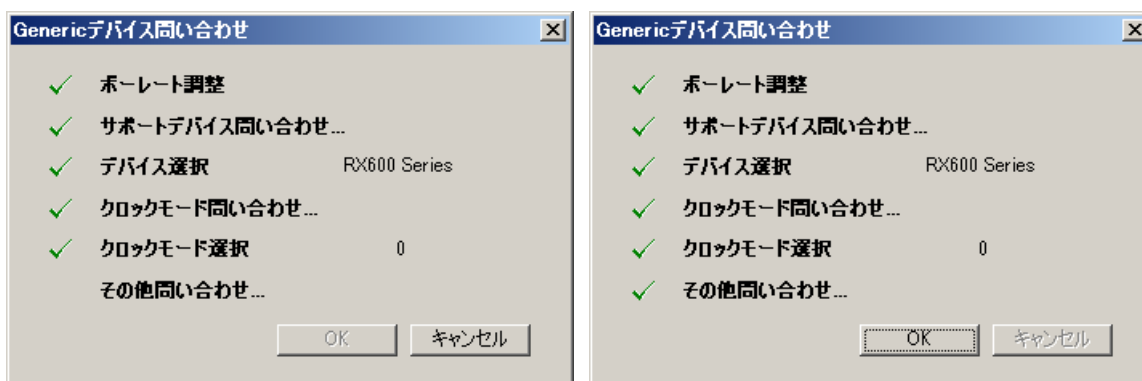 Genericデバイス問い合わせ
ボーレート調整
サポートデバイス問い合わせ...
デバイス選択 RX600 Series
クロックモード問い合わせ...
クロックモード選択 0
その他問い合わせ...
OK キャンセル
Genericデバイス問い合わせ
ボーレート調整
サポートデバイス問い合わせ...
デバイス選択 RX600 Series
クロックモード問い合わせ...
クロックモード選択 0
その他問い合わせ...
OK キャンセル